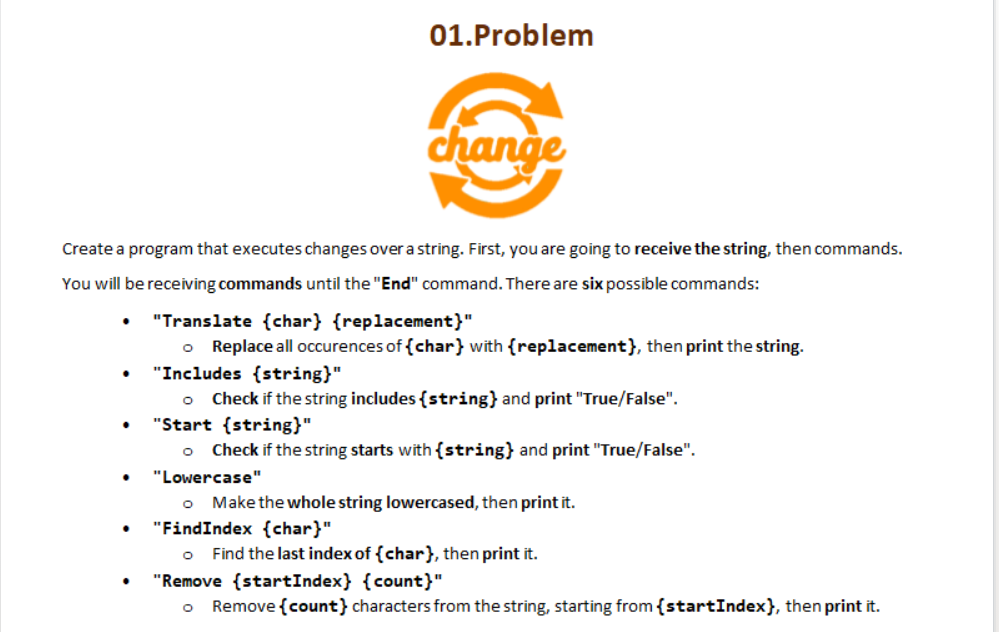 01.Problem
change
Create a program that executes changes over a string. First, you are going to receive the string, then commands.
You will be receiving commands until the "End" command. There are six possible commands:
• "Translate {char} {replacement}"
o Replace all occurences of {char} with {replacement}, then print the string.
• "Includes {string}"
o Check if the string includes {string} and print "True/False".
• "Start {string}"
o Check if the string starts with {string} and print "True/False".
• "Lowercase"
o Make the whole string lowercased, then print it.
• "FindIndex {char}"
o Find the last index of {char}, then print it.
• "Remove {startIndex} {count}"
o Remove {count} characters from the string, starting from {startIndex}, then print it.